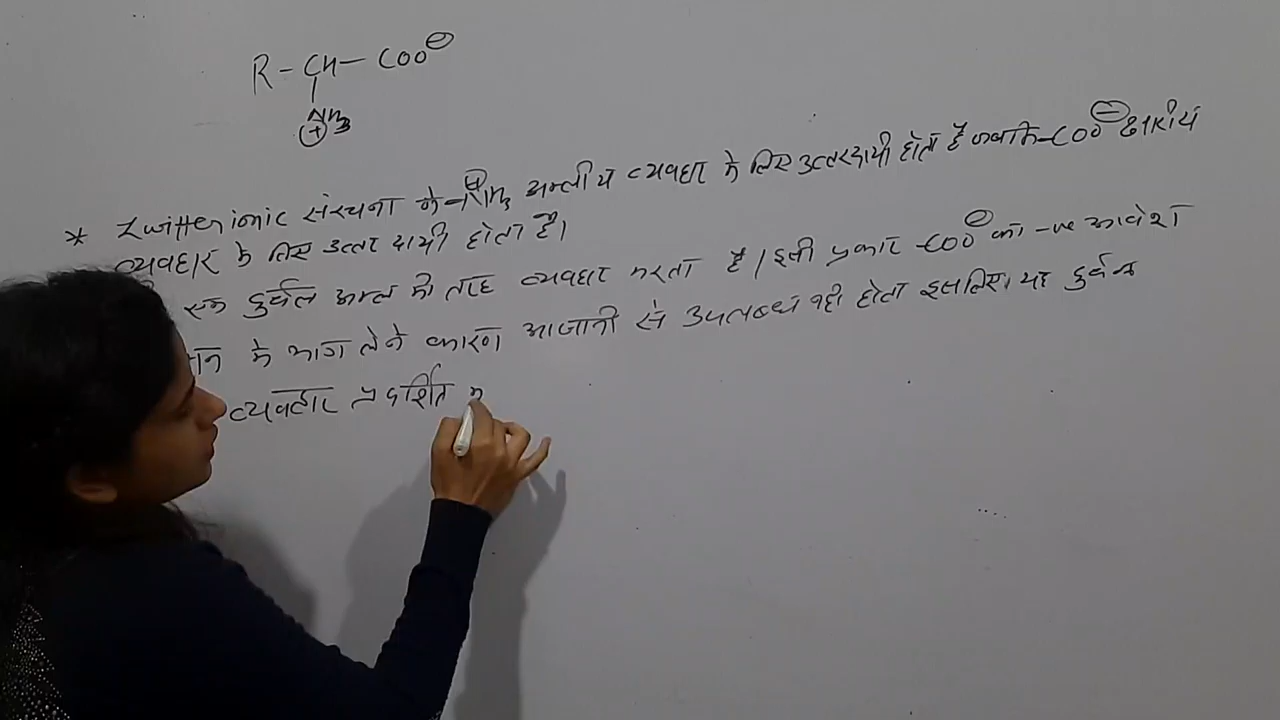 R - CH - COO⊖
NH3
⊕
* Zwitterionic संरचना मे -N⊕H3 अम्लीय व्यवहार के लिए उत्तरदायी होता है जबकि -COO⊖ क्षारीय
व्यवहार के लिए उत्तरदायी होता है।
एक दुर्बल अम्ल की तरह व्यवहार करता है। इसी प्रकार -COO⊖ का -ve आवेश
मे भाग लेने के कारण आजानी से उपलब्ध नही होता इसलिए यह दुर्बल
व्यवहार प्रदर्शित क